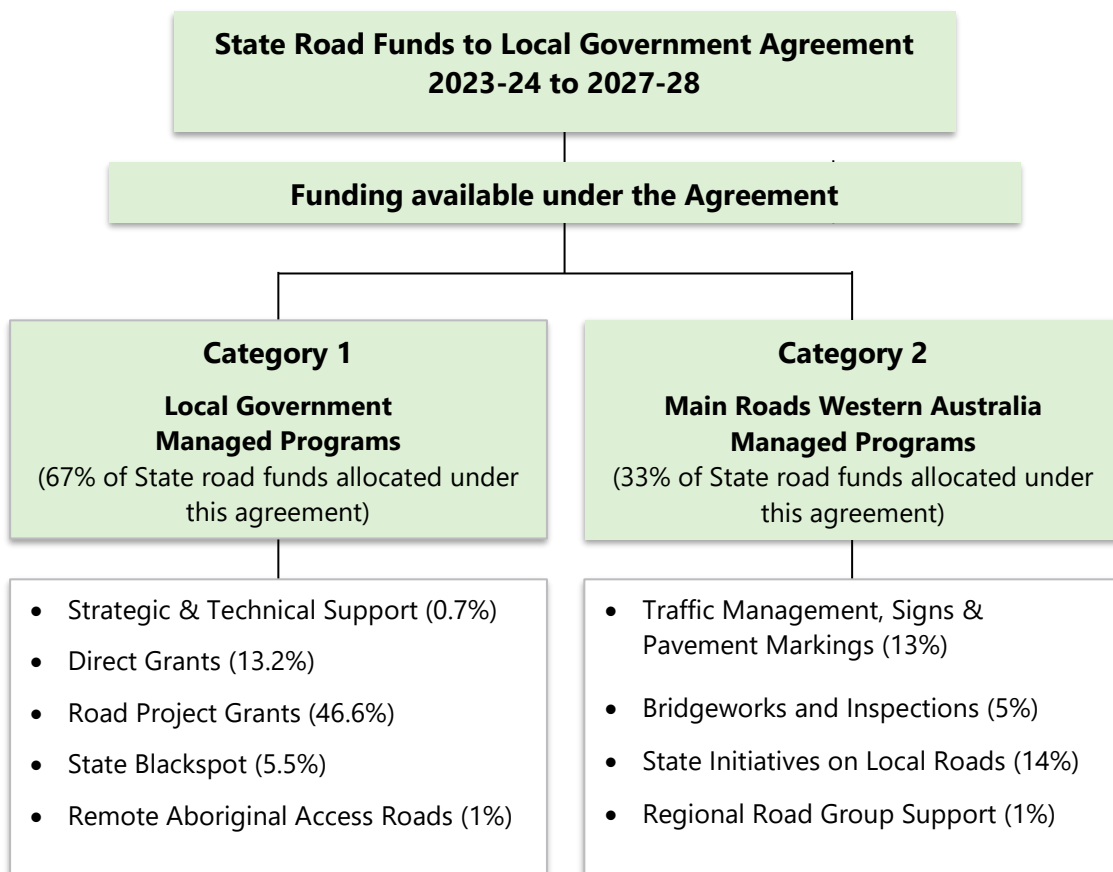 State Road Funds to Local Government Agreement
2023-24 to 2027-28
Funding available under the Agreement
Category 1
Local Government
Managed Programs
(67% of State road funds allocated under
this agreement)
• Strategic & Technical Support (0.7%)
• Direct Grants (13.2%)
• Road Project Grants (46.6%)
• State Blackspot (5.5%)
• Remote Aboriginal Access Roads (1%)
Category 2
Main Roads Western Australia
Managed Programs
(33% of State road funds allocated under
this agreement)
• Traffic Management, Signs &
Pavement Markings (13%)
• Bridgeworks and Inspections (5%)
• State Initiatives on Local Roads (14%)
• Regional Road Group Support (1%)